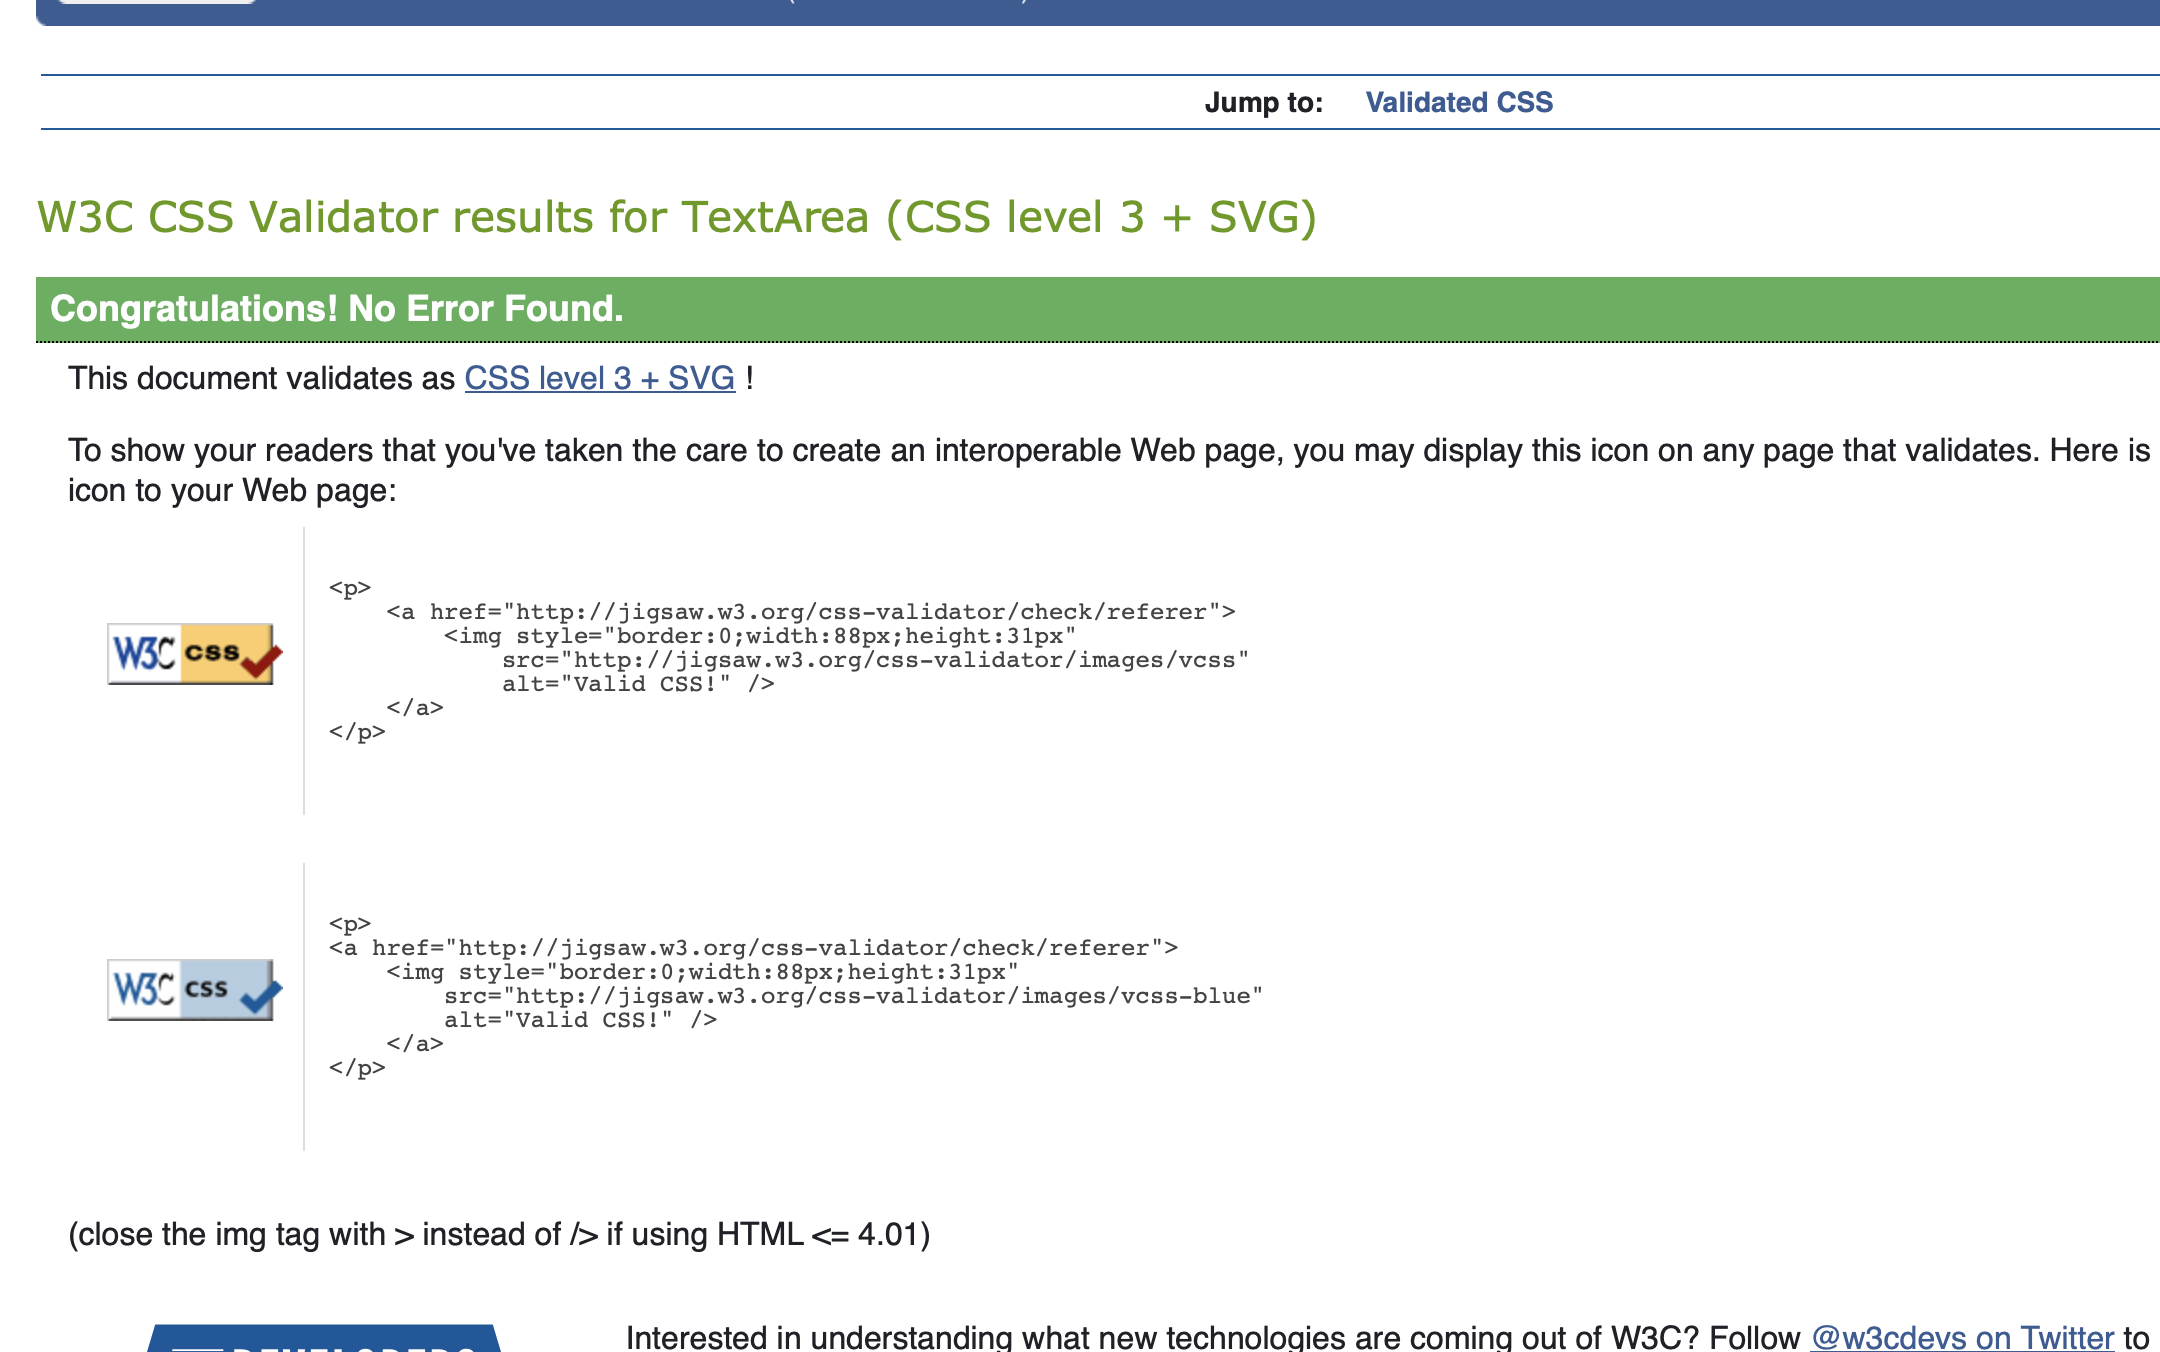 Jump to: Validated CSS
W3C CSS Validator results for TextArea (CSS level 3 + SVG)
Congratulations! No Error Found.
This document validates as CSS level 3 + SVG !
To show your readers that you've taken the care to create an interoperable Web page, you may display this icon on any page that validates. Here is
icon to your Web page:
W3C css
<p>
<a href="http://jigsaw.w3.org/css-validator/check/referer">
<img style="border:0;width:88px;height:31px"
src="http://jigsaw.w3.org/css-validator/images/vcss"
alt="Valid CSS!" />
</a>
</p>
W3C css
<p>
<a href="http://jigsaw.w3.org/css-validator/check/referer">
<img style="border:0;width:88px;height:31px"
src="http://jigsaw.w3.org/css-validator/images/vcss-blue"
alt="Valid CSS!" />
</a>
</p>
(close the img tag with > instead of /> if using HTML <= 4.01)
Interested in understanding what new technologies are coming out of W3C? Follow @w3cdevs on Twitter to